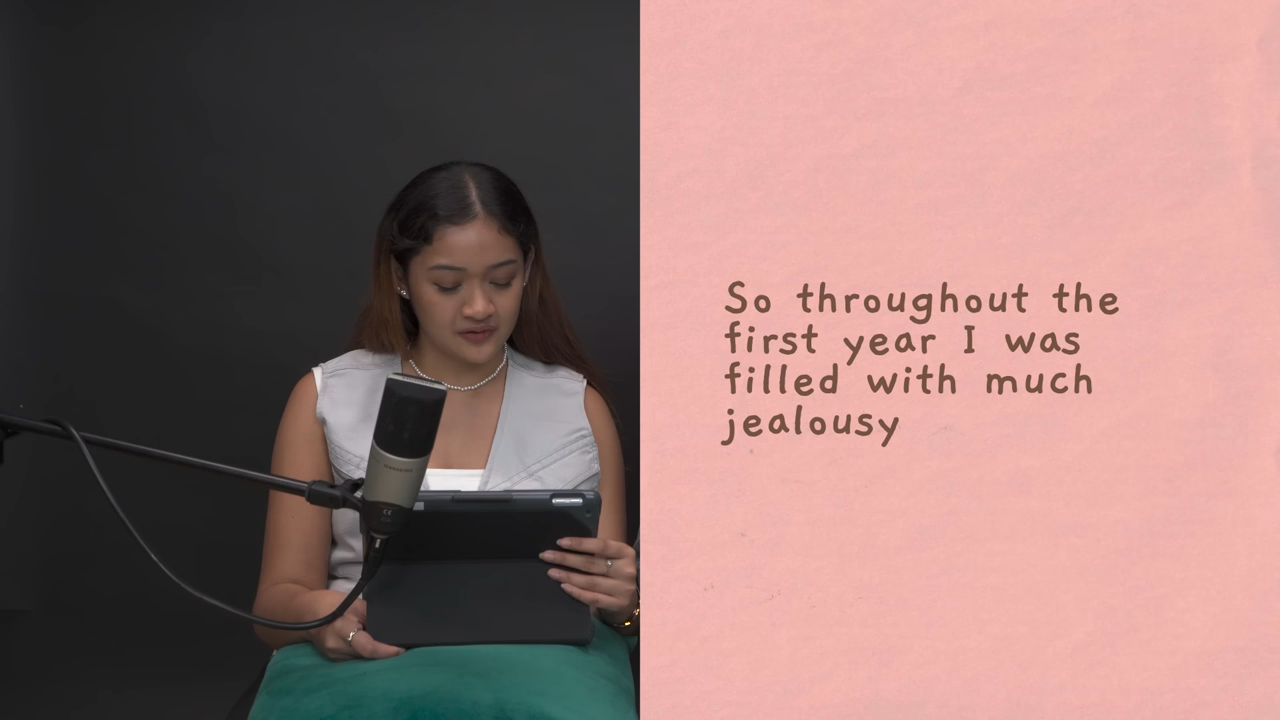 So throughout the
first year I was
filled with much
jealousy